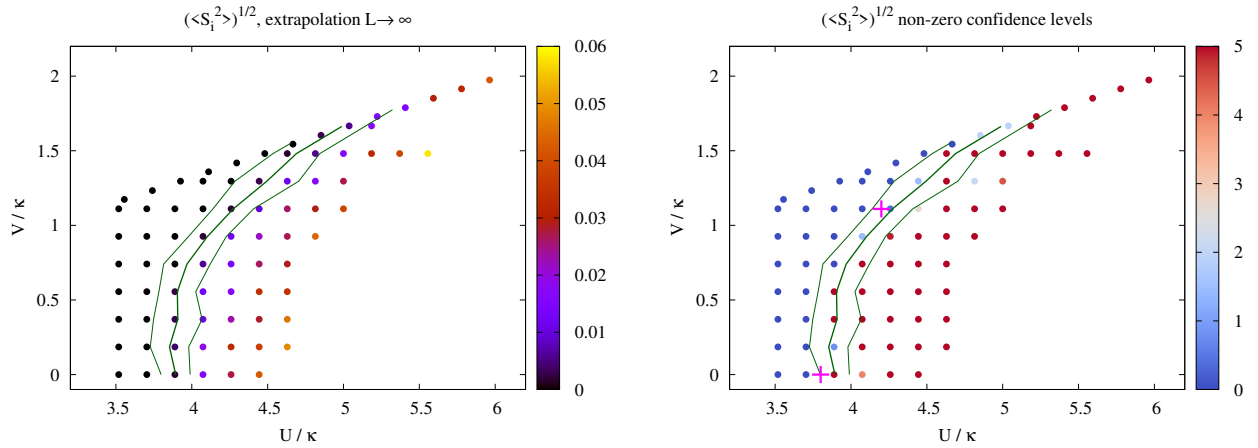 (<S_i^2>)^{1/2}, extrapolation L→ ∞
V / κ
2
1.5
1
0.5
0
3.5 4 4.5 5 5.5 6
U / κ
0.06
0.05
0.04
0.03
0.02
0.01
0
(<S_i^2>)^{1/2} non-zero confidence levels
V / κ
2
1.5
1
0.5
0
3.5 4 4.5 5 5.5 6
U / κ
5
4
3
2
1
0